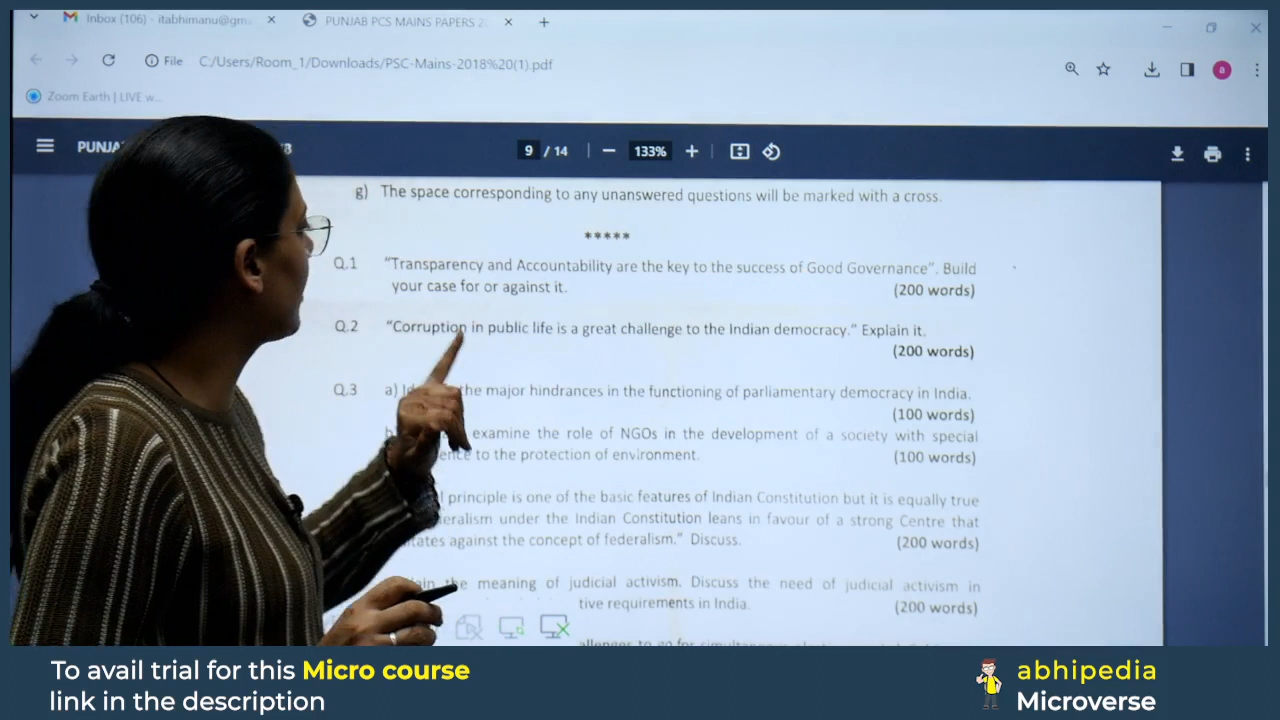 Inbox (106) - itabhimanu@gm
PUNJAB PCS MAINS PAPERS 2
File C:/Users/Room_1/Downloads/PSC-Mains-2018%20(1).pdf
a
Zoom Earth | LIVE w...
PUNJA
9 / 14
133%
g) The space corresponding to any unanswered questions will be marked with a cross.
*****
Q.1 "Transparency and Accountability are the key to the success of Good Governance". Build
your case for or against it. (200 words)
Q.2 "Corruption in public life is a great challenge to the Indian democracy." Explain it.
(200 words)
Q.3 a) the major hindrances in the functioning of parliamentary democracy in India.
(100 words)
examine the role of NGOs in the development of a society with special
to the protection of environment. (100 words)
principle is one of the basic features of Indian Constitution but it is equally true
under the Indian Constitution leans in favour of a strong Centre that
against the concept of federalism." Discuss. (200 words)
the meaning of judicial activism. Discuss the need of judicial activism in
requirements in India. (200 words)
To avail trial for this Micro course
link in the description
abhipedia
Microverse